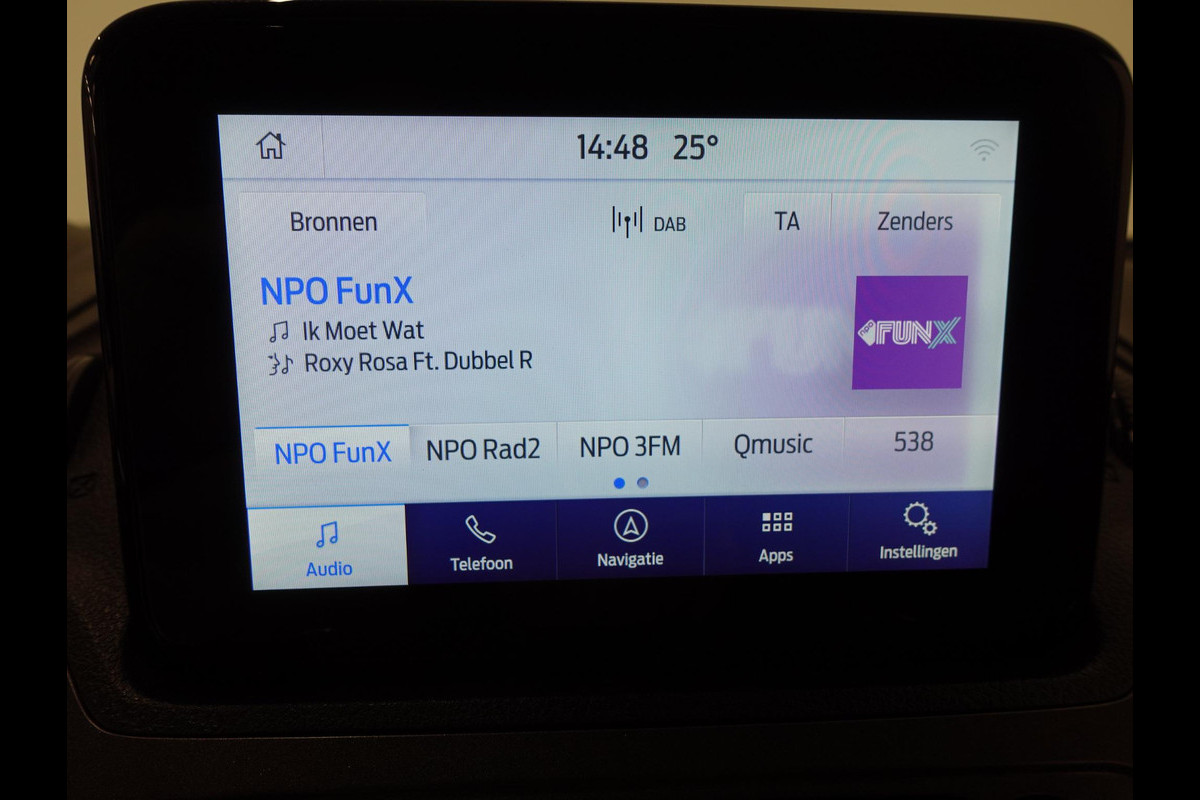 14:48 25°
Bronnen DAB TA Zenders
NPO FunX
Ik Moet Wat
Roxy Rosa Ft. Dubbel R
NPO FUNX
NPO FunX NPO Rad2 NPO 3FM Qmusic 538
Audio Telefoon Navigatie Apps Instellingen